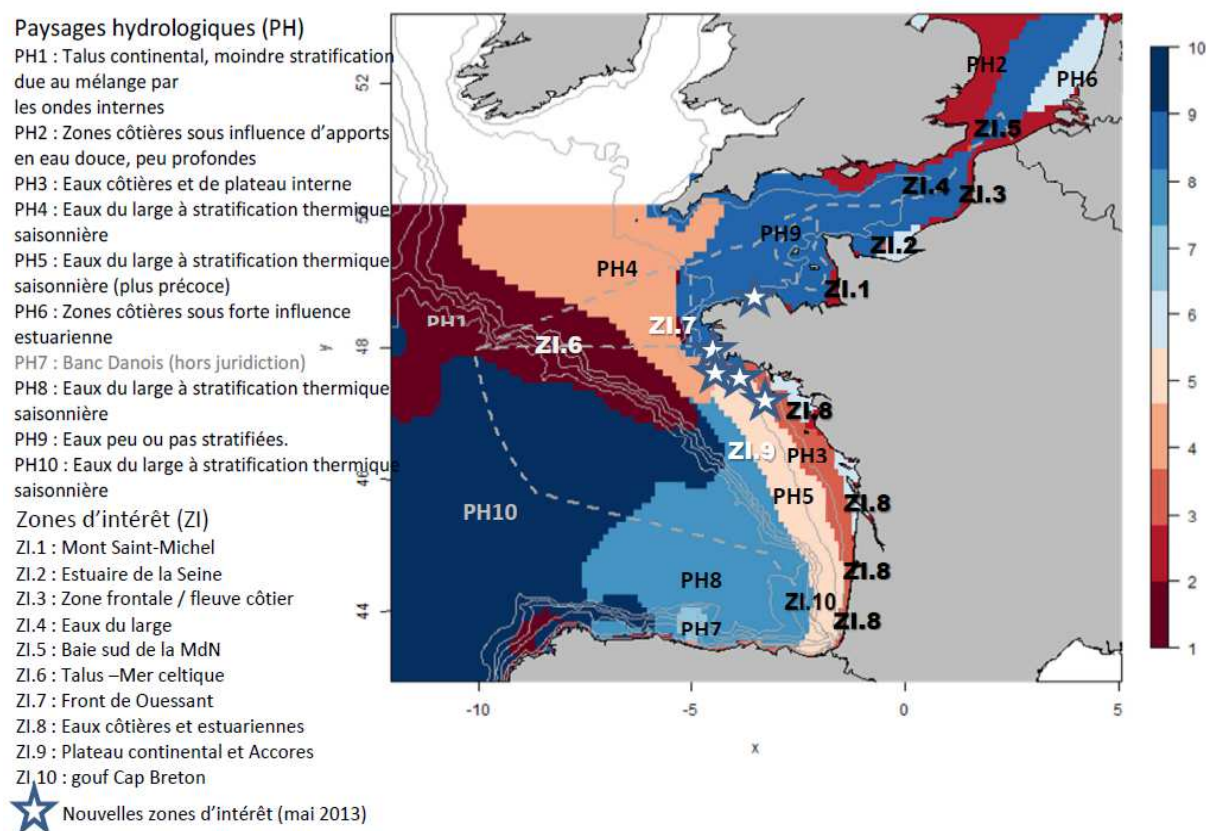 Paysages hydrologiques (PH)
PH1 : Talus continental, moindre stratification
due au mélange par
les ondes internes
PH2 : Zones côtières sous influence d'apports
en eau douce, peu profondes
PH3 : Eaux côtières et de plateau interne
PH4 : Eaux du large à stratification thermique
saisonnière
PH5 : Eaux du large à stratification thermique
saisonnière (plus précoce)
PH6 : Zones côtières sous forte influence
estuarienne
PH7 : Banc Danois (hors juridiction)
PH8 : Eaux du large à stratification thermique
saisonnière
PH9 : Eaux peu ou pas stratifiées.
PH10 : Eaux du large à stratification thermique
saisonnière
Zones d'intérêt (ZI)
ZI.1 : Mont Saint-Michel
ZI.2 : Estuaire de la Seine
ZI.3 : Zone frontale / fleuve côtier
ZI.4 : Eaux du large
ZI.5 : Baie sud de la MdN
ZI.6 : Talus –Mer celtique
ZI.7 : Front de Ouessant
ZI.8 : Eaux côtières et estuariennes
ZI.9 : Plateau continental et Accores
ZI.10 : gouf Cap Breton
Nouvelles zones d'intérêt (mai 2013)
52
50
48
46
44
y
-10
-5
0
5
x
PH2
PH6
ZI.5
ZI.4
ZI.3
PH9
ZI.2
PH4
ZI.1
PH1
ZI.7
ZI.6
ZI.8
ZI.9
PH3
PH5
ZI.8
PH10
PH8
ZI.8
ZI.10
ZI.8
PH7
10
9
8
7
6
5
4
3
2
1